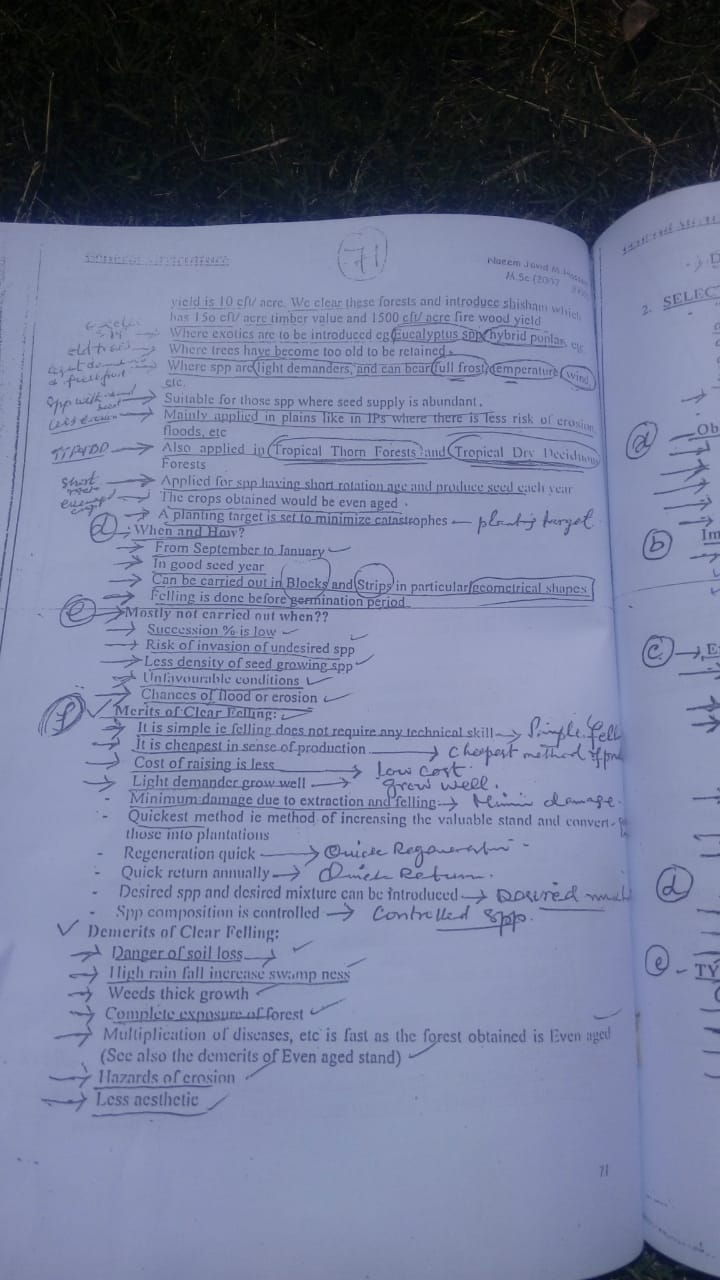 71
Naeem Javid M. Hassani
M.Sc (2007
yield is 10 cft/ acre. We clear these forests and introduce shisham which
has 15o cft/ acre timber value and 1500 cft/ acre fire wood yield
Where exotics are to be introduced eg Eucalyptus spp, hybrid poplar, etc
Where trees have become too old to be retained.
Where spp are light demanders, and can bear full frost, temperature, wind
etc.
Suitable for those spp where seed supply is abundant.
Less erosion → Mainly applied in plains like in IPs where there is less risk of erosion,
floods, etc
Also applied in Tropical Thorn Forests and Tropical Dry Deciduous
Forests
Applied for spp having short rotation age and produce seed each year
The crops obtained would be even aged.
A planting target is set to minimize catastrophes – planting target
d When and How?
→ From September to January
→ In good seed year
→ Can be carried out in Blocks and Strips in particular geometrical shapes.
→ Felling is done before germination period
e → Mostly not carried out when??
→ Succession % is low
→ Risk of invasion of undesired spp
→ Less density of seed growing spp
→ Unfavourable conditions
→ Chances of flood or erosion
f Merits of Clear Felling:
→ It is simple ie felling does not require any technical skill → Simple fell
→ It is cheapest in sense of production → cheapest method of
→ Cost of raising is less → low cost.
→ Light demander grow well → grow well.
- Minimum damage due to extraction and felling → damage.
- Quickest method ie method of increasing the valuable stand and convert
those into plantations
- Regeneration quick → Quick Regeneration
- Quick return annually → Quick Return.
- Desired spp and desired mixture can be introduced → Desired
- Spp composition is controlled → Controlled spp.
Demerits of Clear Felling:
→ Danger of soil loss
→ High rain fall increase swamp ness
→ Weeds thick growth
→ Complete exposure of forest
→ Multiplication of diseases, etc is fast as the forest obtained is Even aged
(See also the demerits of Even aged stand)
→ Hazards of erosion
→ Less aesthetic
71
2. SELEC
d
Ob
b
Im
c
d
e - TY